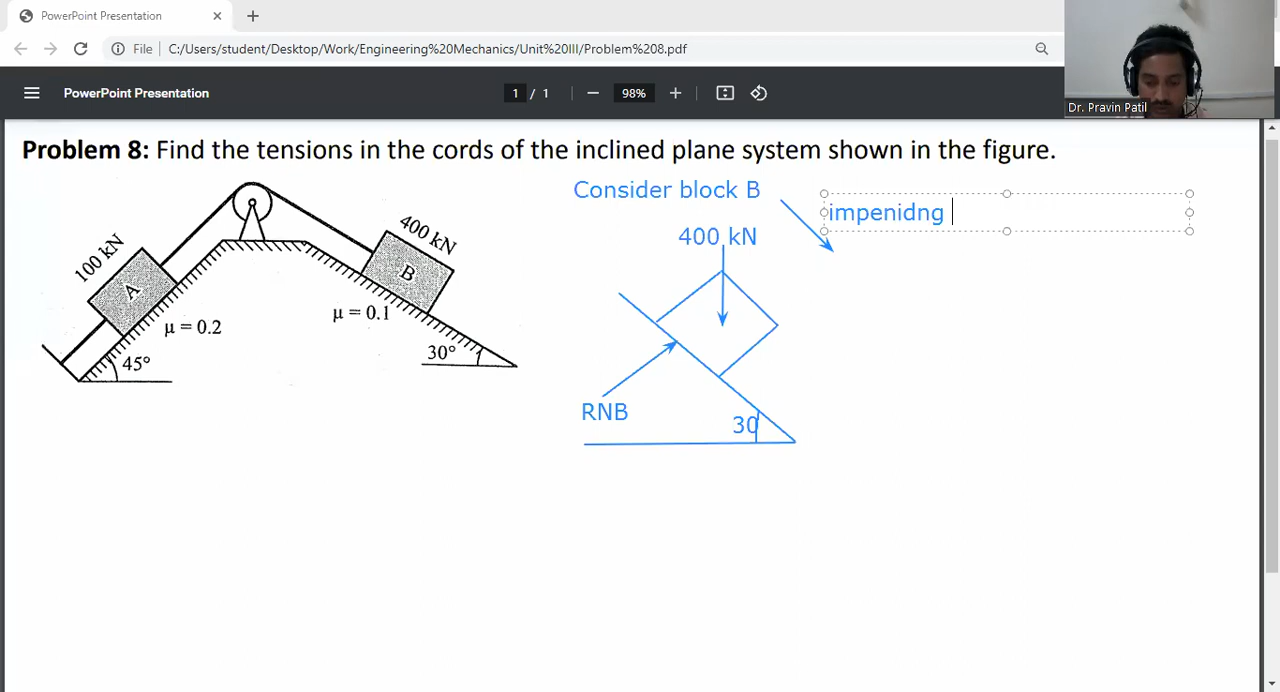 PowerPoint Presentation
File
C:/Users/student/Desktop/Work/Engineering%20Mechanics/Unit%20III/Problem%208.pdf
PowerPoint Presentation
1 / 1
98%
Dr. Pravin Patil
Problem 8: Find the tensions in the cords of the inclined plane system shown in the figure.
100 kN
A
μ = 0.2
45°
400 kN
B
μ = 0.1
30°
Consider block B
impenidng
400 kN
RNB
30